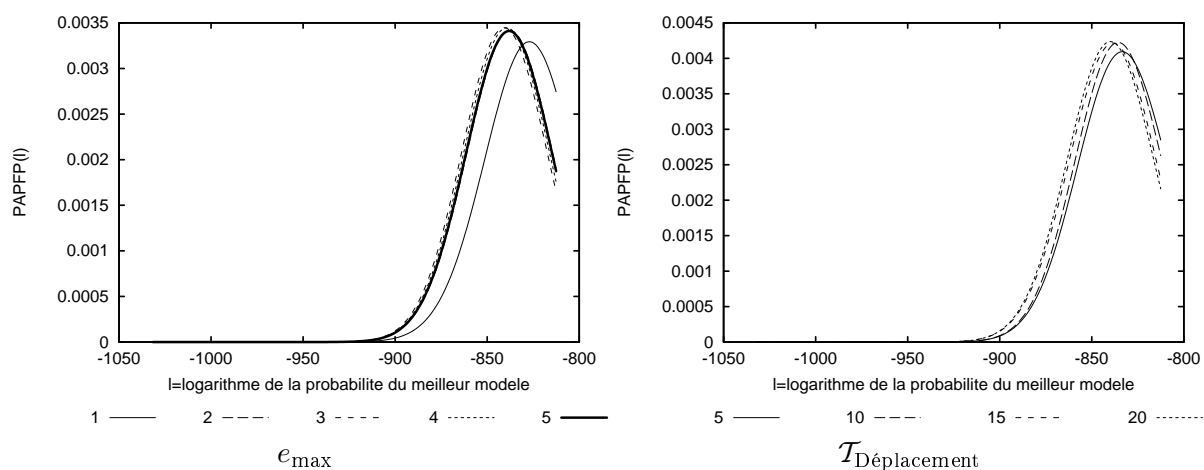 0.0035
0.003
0.0025
0.002
0.0015
0.001
0.0005
0
PAPFP(l)
-1050 -1000 -950 -900 -850 -800
l=logarithme de la probabilite du meilleur modele
1 2 3 4 5
e_max
0.0045
0.004
0.0035
0.003
0.0025
0.002
0.0015
0.001
0.0005
0
PAPFP(l)
-1050 -1000 -950 -900 -850 -800
l=logarithme de la probabilite du meilleur modele
5 10 15 20
𝒯_Déplacement